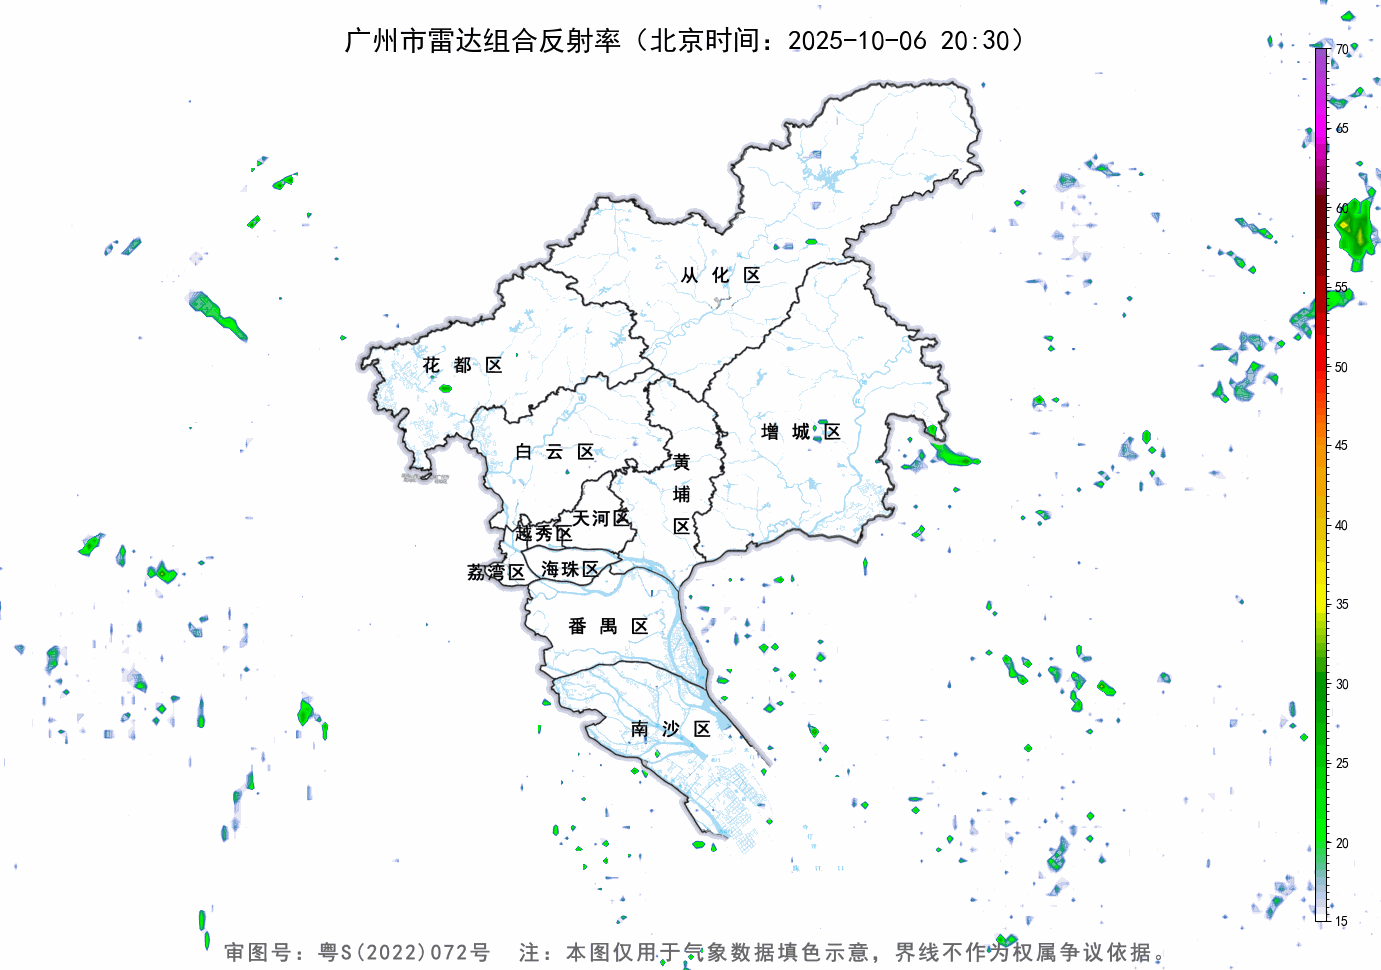 广州市雷达组合反射率（北京时间：2025-10-06 20:30）
70
65
60
55
50
45
40
35
30
25
20
15
从化区
花都区
增城区
白云区
黄埔区
天河区
越秀区
荔湾区
海珠区
番禺区
南沙区
审图号：粤S(2022)072号 注：本图仅用于气象数据填色示意，界线不作为权属争议依据。